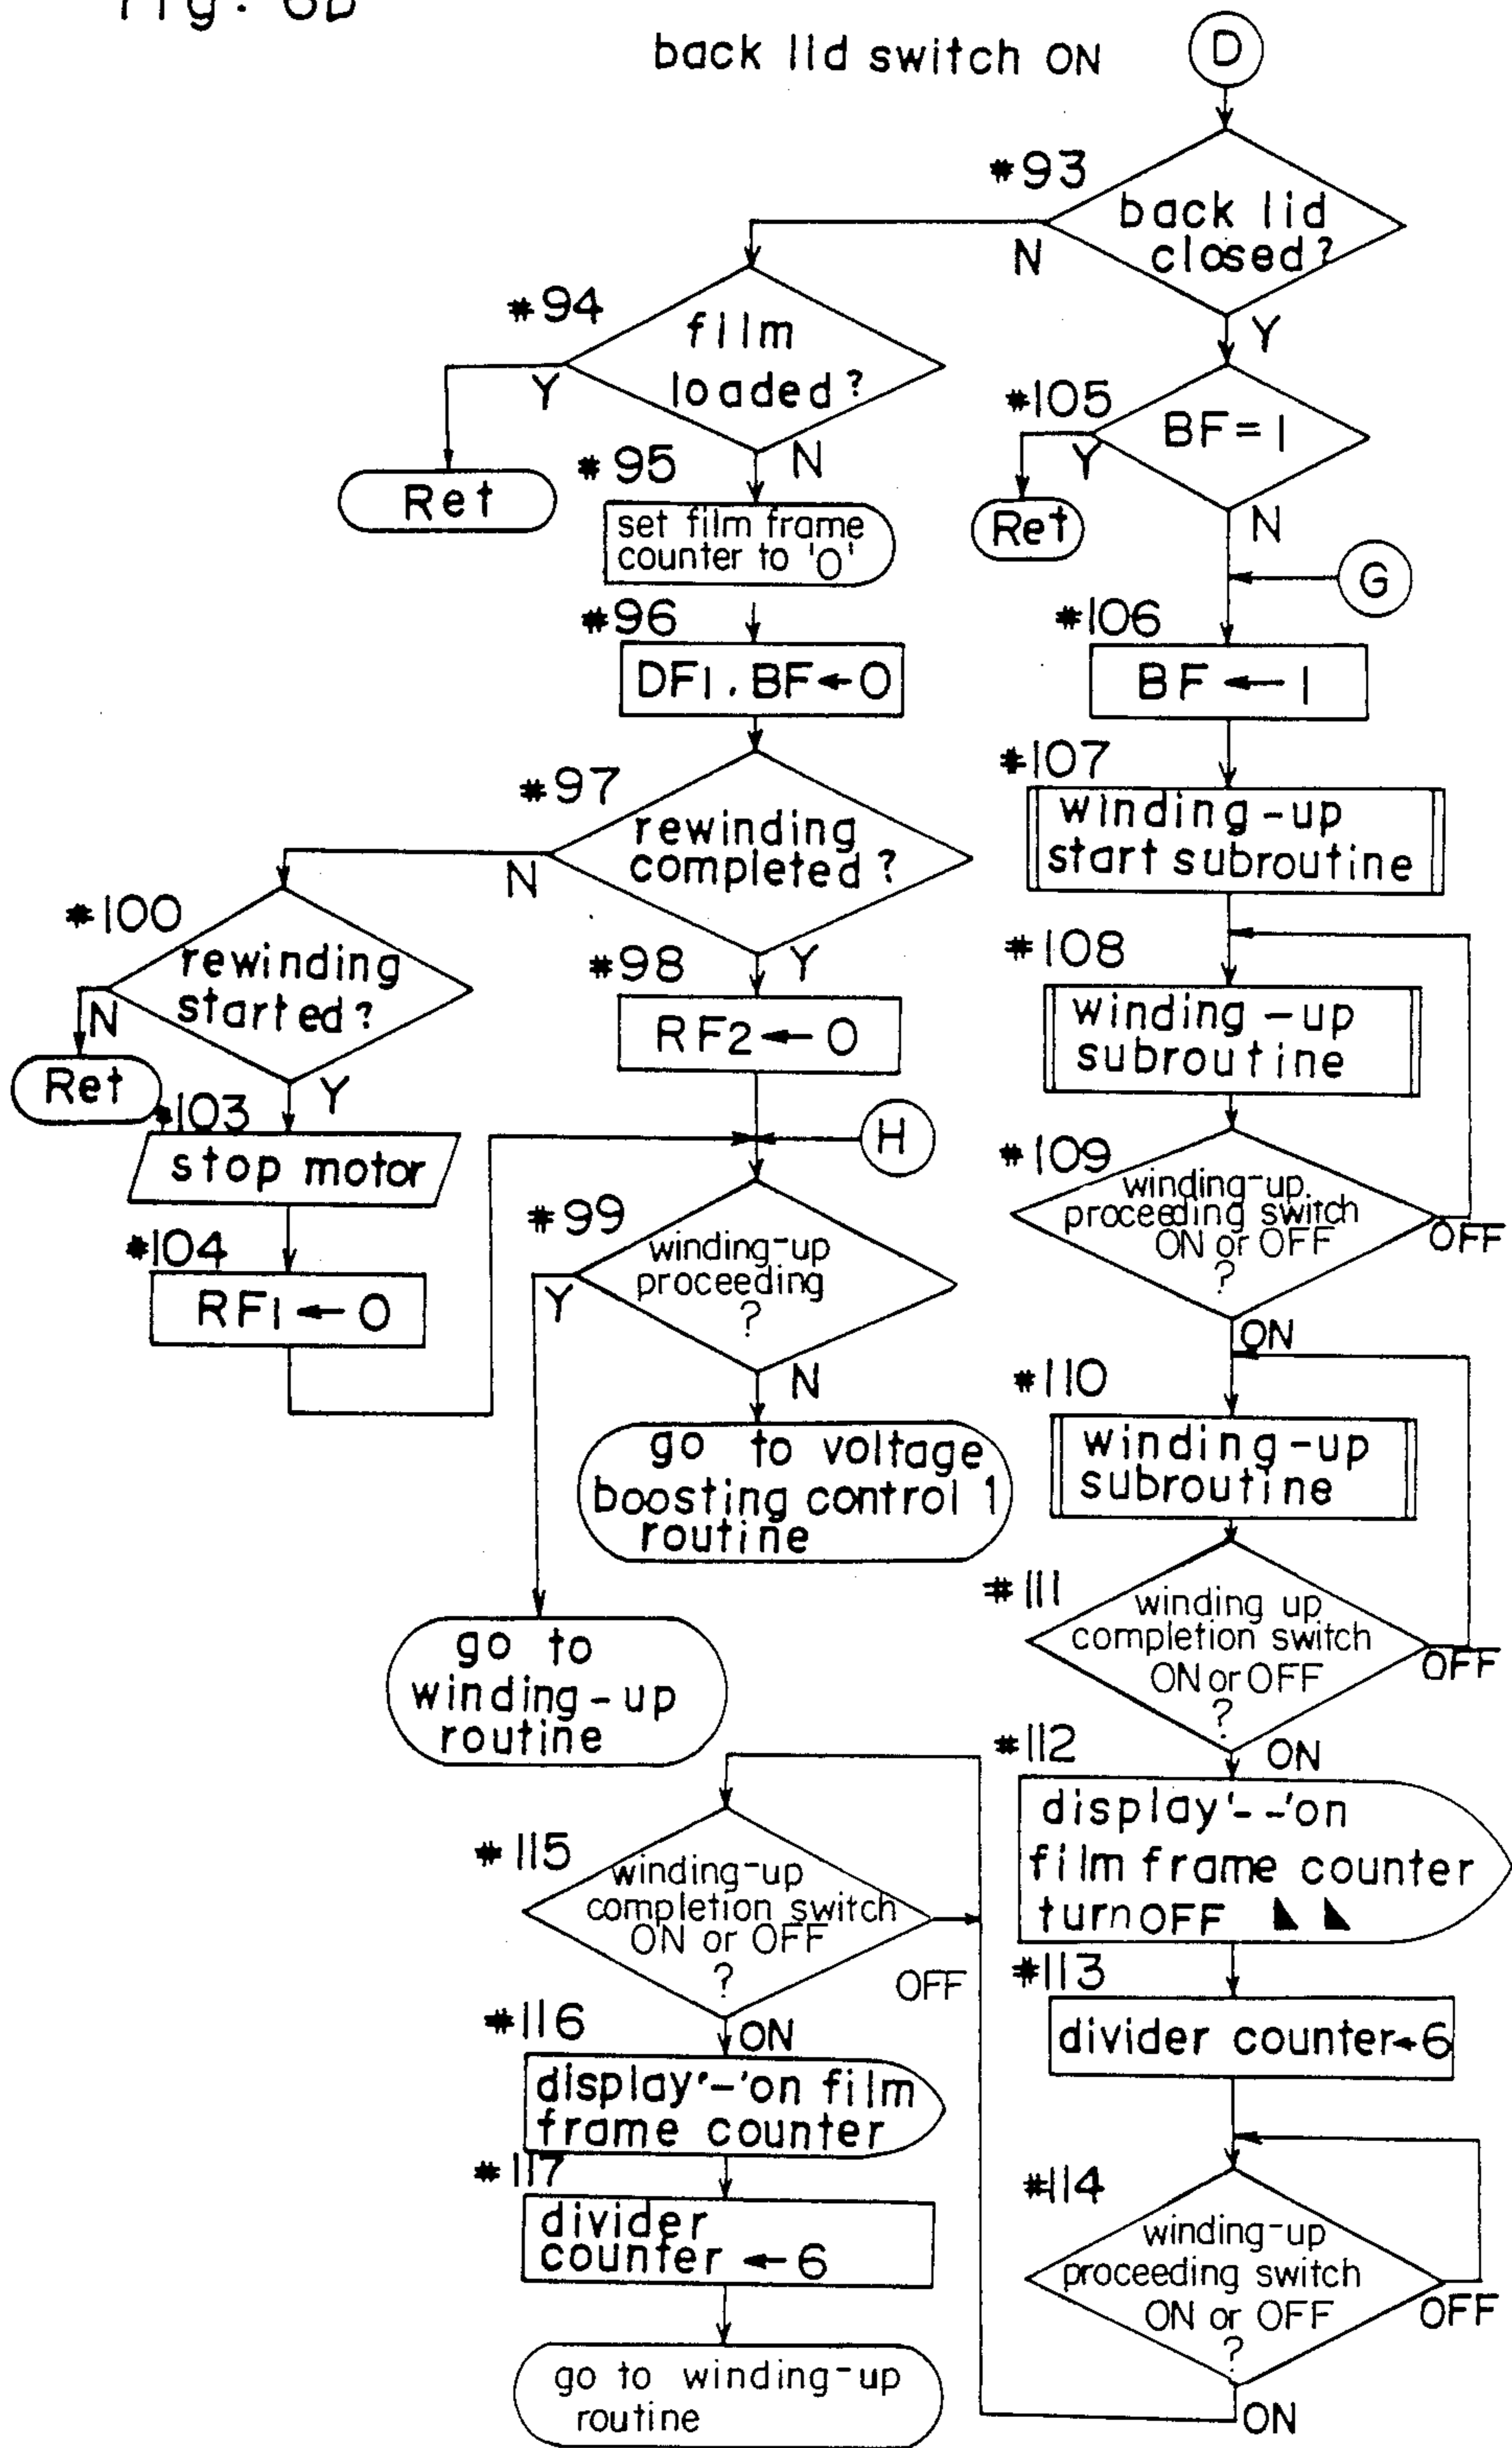 Fig. 6b
back lid switch ON
D
#93
back lid
closed?
N
Y
#94
film
loaded?
Y
N
Ret
#105
BF=1
Y
N
Ret
#95
set film frame
counter to '0'
G
#96
DF1, BF←0
#106
BF ← 1
#97
rewinding
completed?
N
Y
#107
winding-up
start subroutine
#100
rewinding
started?
N
Y
Ret
#98
RF2←0
#108
winding-up
subroutine
#103
stop motor
H
#104
RF1←0
#99
winding-up
proceeding
?
Y
N
#109
winding-up
proceeding switch
ON or OFF
?
OFF
ON
go to voltage
boosting control 1
routine
#110
winding-up
subroutine
go to
winding-up
routine
#111
winding up
completion switch
ON or OFF
?
OFF
ON
#112
display'--'on
film frame counter
turn OFF
#113
divider counter←6
#114
winding-up
proceeding switch
ON or OFF
?
OFF
ON
#115
winding-up
completion switch
ON or OFF
?
OFF
ON
#116
display'-'on film
frame counter
#117
divider
counter ←6
go to winding-up
routine